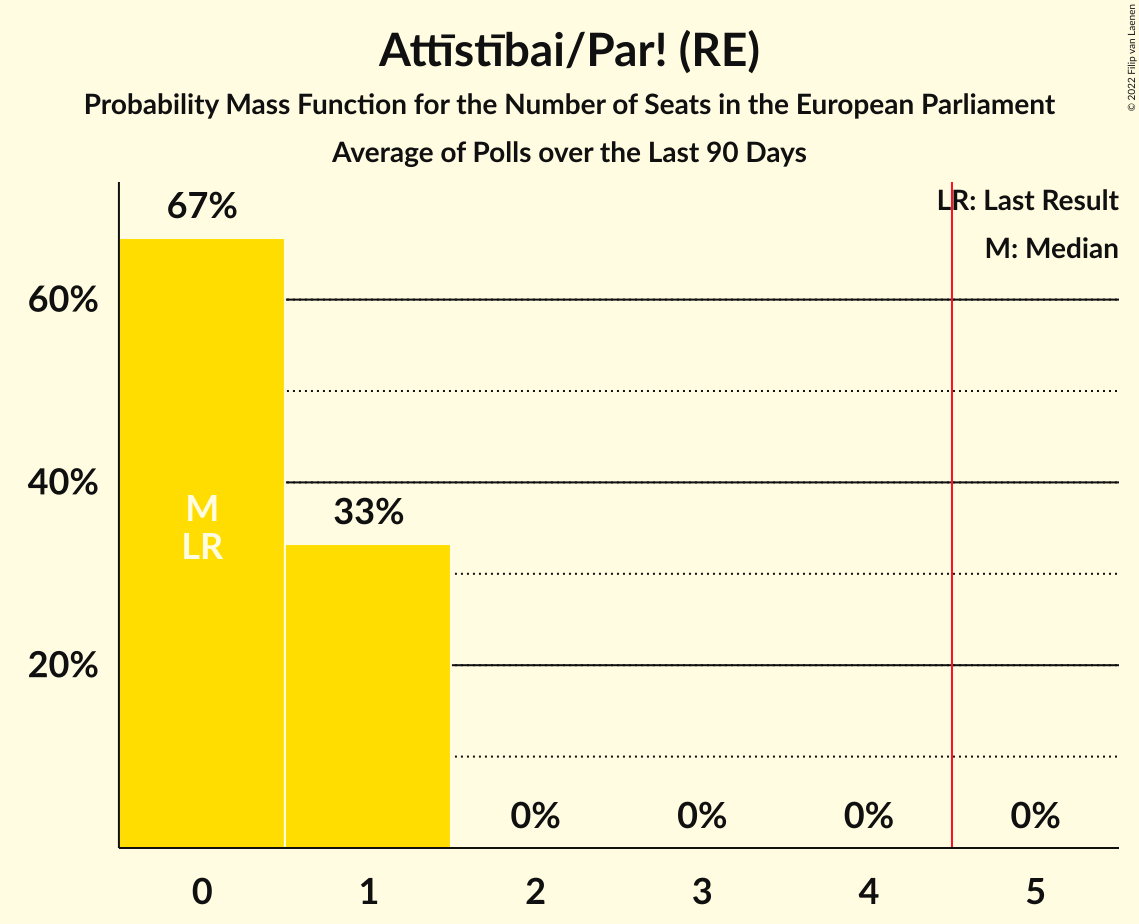 Attīstībai/Par! (RE)
Probability Mass Function for the Number of Seats in the European Parliament
Average of Polls over the Last 90 Days
© 2022 Filip van Laenen
LR: Last Result
M: Median
67%
60%
40%
33%
M
LR
20%
0% 0% 0% 0%
0 1 2 3 4 5